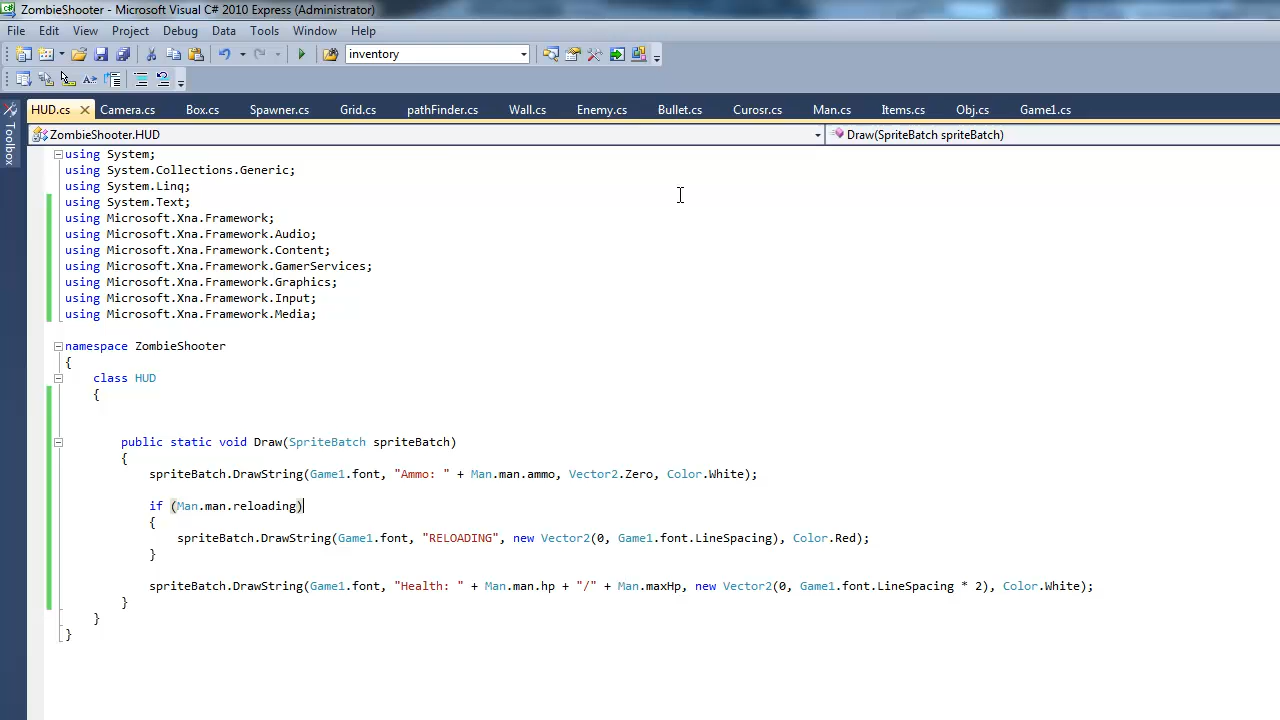 ZombieShooter - Microsoft Visual C# 2010 Express (Administrator)
File Edit View Project Debug Data Tools Window Help
inventory
HUD.cs Camera.cs Box.cs Spawner.cs Grid.cs pathFinder.cs Wall.cs Enemy.cs Bullet.cs Curosr.cs Man.cs Items.cs Obj.cs Game1.cs
Toolbox
ZombieShooter.HUD Draw(SpriteBatch spriteBatch)
using System;
using System.Collections.Generic;
using System.Linq;
using System.Text;
using Microsoft.Xna.Framework;
using Microsoft.Xna.Framework.Audio;
using Microsoft.Xna.Framework.Content;
using Microsoft.Xna.Framework.GamerServices;
using Microsoft.Xna.Framework.Graphics;
using Microsoft.Xna.Framework.Input;
using Microsoft.Xna.Framework.Media;
namespace ZombieShooter
{
class HUD
{
public static void Draw(SpriteBatch spriteBatch)
{
spriteBatch.DrawString(Game1.font, "Ammo: " + Man.man.ammo, Vector2.Zero, Color.White);
if (Man.man.reloading)
{
spriteBatch.DrawString(Game1.font, "RELOADING", new Vector2(0, Game1.font.LineSpacing), Color.Red);
}
spriteBatch.DrawString(Game1.font, "Health: " + Man.man.hp + "/" + Man.maxHp, new Vector2(0, Game1.font.LineSpacing * 2), Color.White);
}
}
}